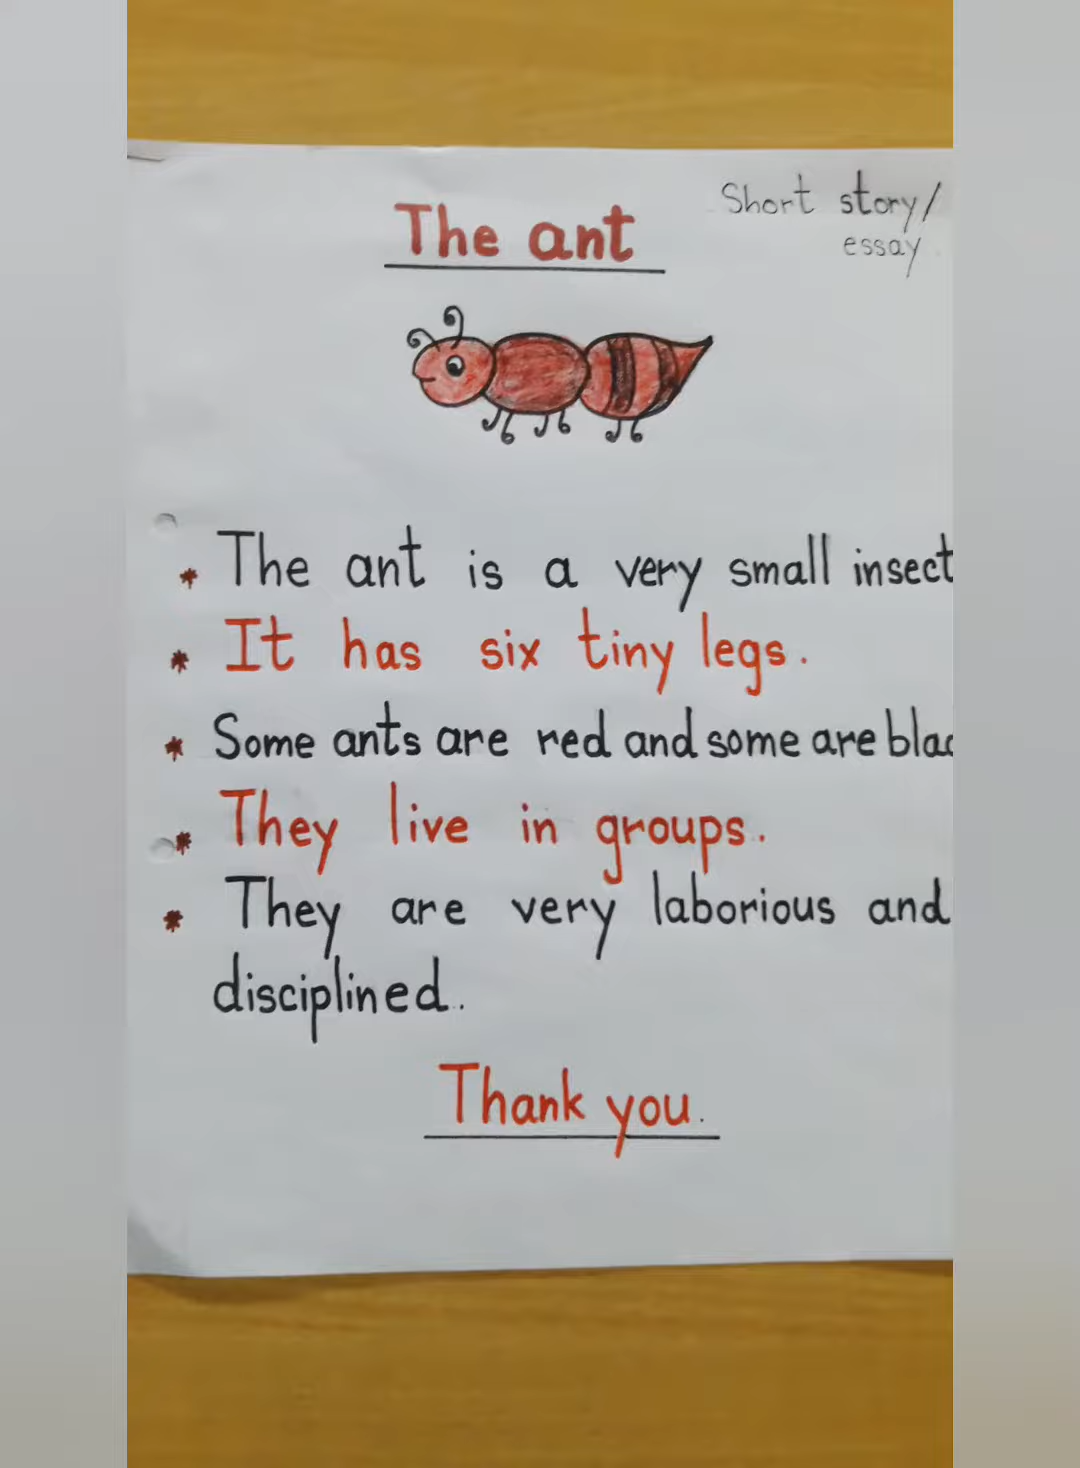 The ant
Short story/
essay
* The ant is a very small insect
* It has six tiny legs.
* Some ants are red and some are blac
* They live in groups.
* They are very laborious and
disciplined..
Thank you.